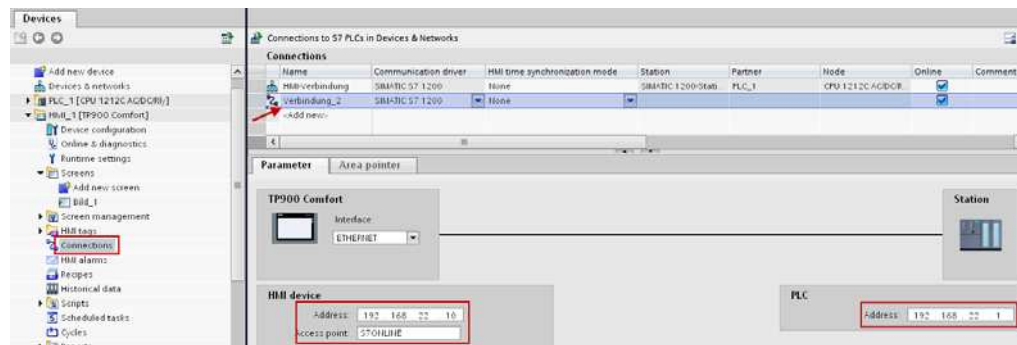 Devices
Connections to S7 PLCs in Devices & Networks
Connections
Name Communication driver HMI time synchronization mode Station Partner Node Online Comment
HMI-Verbindung SIMATIC S7 1200 None SIMATIC 1200-Stati... PLC_1 CPU 1212C AC/DC/R...
Verbindung_2 SIMATIC S7 1200 None
<Add new>
Add new device
Devices & networks
PLC_1 [CPU 1212C AC/DC/Rly]
HMI_1 [TP900 Comfort]
Device configuration
Online & diagnostics
Runtime settings
Screens
Add new screen
Bild_1
Screen management
HMI tags
Connections
HMI alarms
Recipes
Historical data
Scripts
Scheduled tasks
Cycles
Parameter Area pointer
TP900 Comfort Station
Interface:
ETHERNET
HMI device PLC
Address: 192 . 168 . 22 . 10 Address: 192 . 168 . 22 . 1
Access point: S7ONLINE